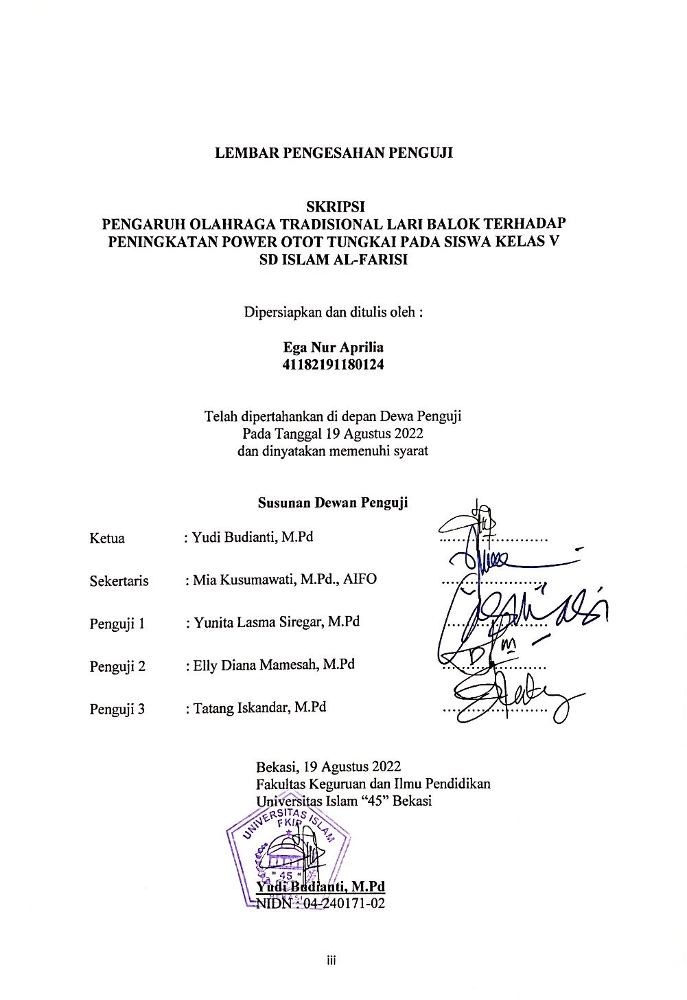 LEMBAR PENGESAHAN PENGUJI
SKRIPSI
PENGARUH OLAHRAGA TRADISIONAL LARI BALOK TERHADAP
PENINGKATAN POWER OTOT TUNGKAI PADA SISWA KELAS V
SD ISLAM AL-FARISI
Dipersiapkan dan ditulis oleh :
Ega Nur Aprilia
41182191180124
Telah dipertahankan di depan Dewa Penguji
Pada Tanggal 19 Agustus 2022
dan dinyatakan memenuhi syarat
Susunan Dewan Penguji
Ketua : Yudi Budianti, M.Pd
Sekertaris : Mia Kusumawati, M.Pd., AIFO
Penguji 1 : Yunita Lasma Siregar, M.Pd
Penguji 2 : Elly Diana Mamesah, M.Pd
Penguji 3 : Tatang Iskandar, M.Pd
Bekasi, 19 Agustus 2022
Fakultas Keguruan dan Ilmu Pendidikan
Universitas Islam “45” Bekasi
UNIVERSITAS ISLAM
FKIP
"45"
BEKASI
Yudi Budianti, M.Pd
NIDN : 04-240171-02
iii